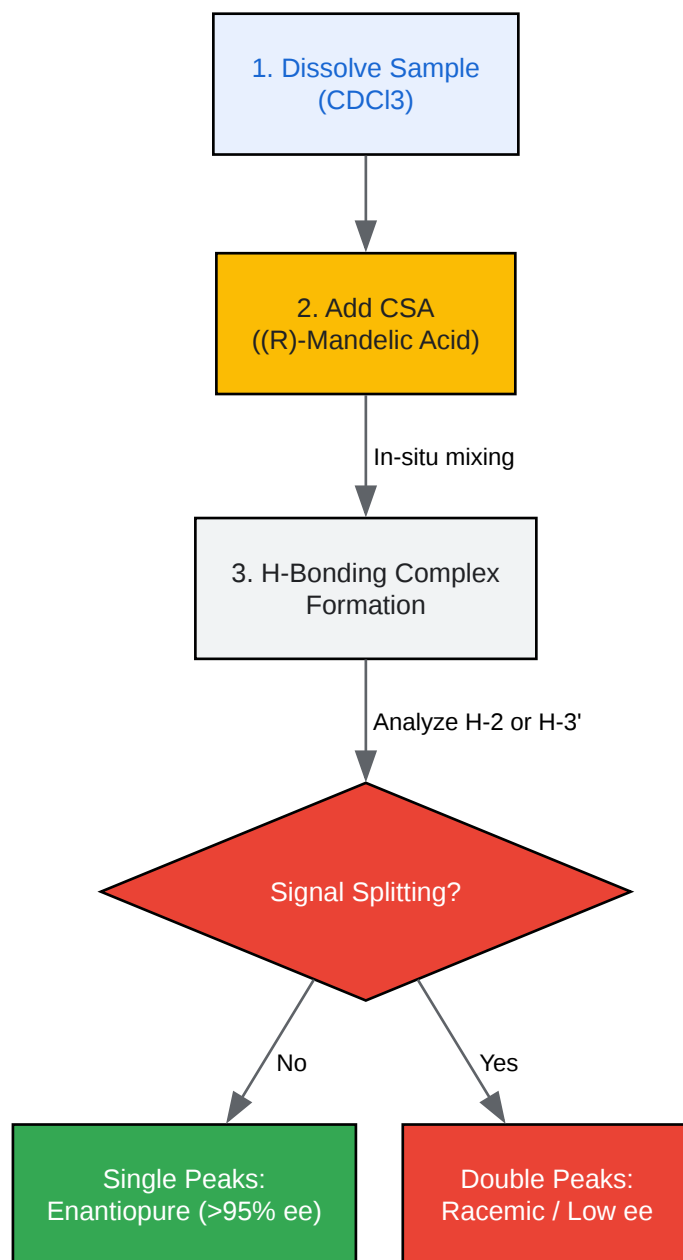 1. Dissolve Sample
(CDCl3)
2. Add CSA
((R)-Mandelic Acid)
In-situ mixing
3. H-Bonding Complex
Formation
Analyze H-2 or H-3'
Signal Splitting?
No
Yes
Single Peaks:
Enantiopure (>95% ee)
Double Peaks:
Racemic / Low ee